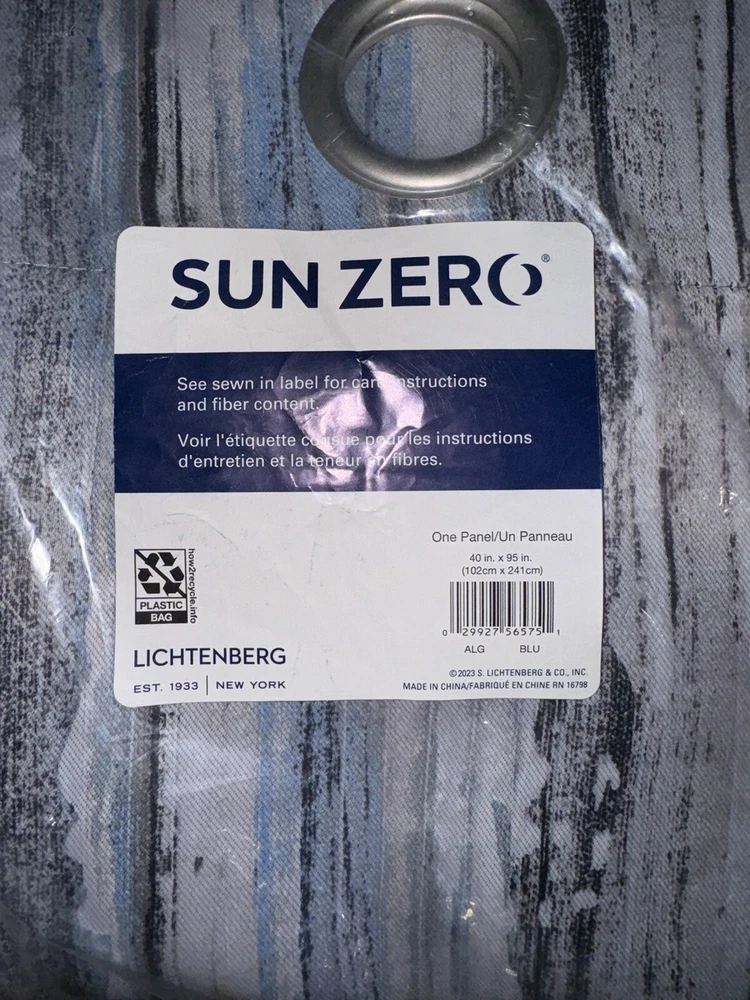 SUN ZERO®
See sewn in label for care instructions
and fiber content.
Voir l'étiquette cousue pour les instructions
d'entretien et la teneur en fibres.
One Panel/Un Panneau
40 in. x 95 in.
(102cm x 241cm)
how2recycle.info
PLASTIC
BAG
0 29927 56575 1
ALG BLU
LICHTENBERG
EST. 1933 | NEW YORK
©2023 S. LICHTENBERG & CO., INC.
MADE IN CHINA/FABRIQUÉ EN CHINE RN 16798